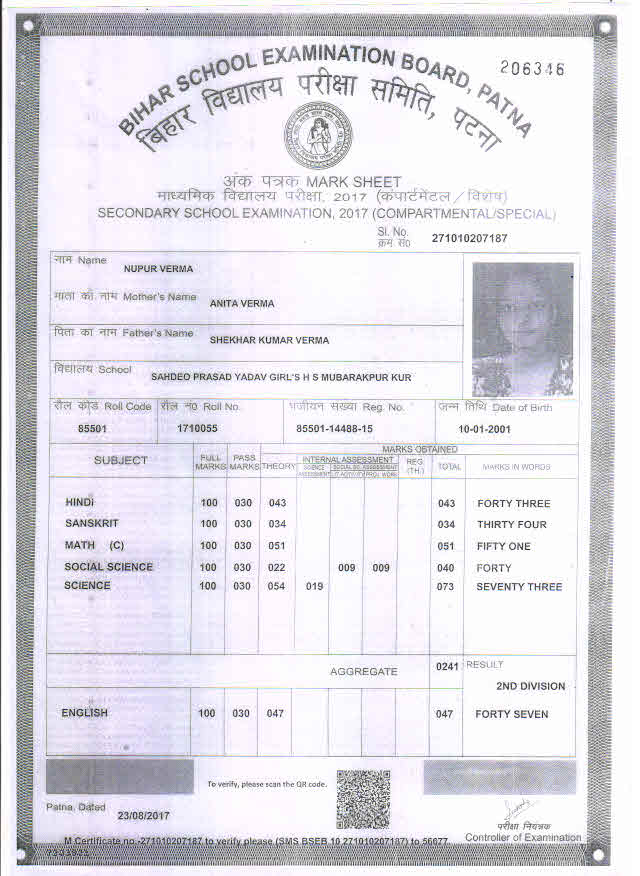 206346
BIHAR SCHOOL EXAMINATION BOARD, PATNA
बिहार विद्यालय परीक्षा समिति, पटना
अंक पत्रक MARK SHEET
माध्यमिक विद्यालय परीक्षा, 2017 (कंपार्टमेंटल / विशेष)
SECONDARY SCHOOL EXAMINATION, 2017 (COMPARTMENTAL/SPECIAL)
Sl. No.
क्रम सं0 271010207187
नाम Name
NUPUR VERMA
माता का नाम Mother's Name
ANITA VERMA
पिता का नाम Father's Name
SHEKHAR KUMAR VERMA
विद्यालय School
SAHDEO PRASAD YADAV GIRL'S H S MUBARAKPUR KUR
रौल कोड Roll Code रौल न0 Roll No. पंजीयन संख्या Reg. No. जन्म तिथि Date of Birth
85501 1710055 85501-14488-15 10-01-2001
MARKS OBTAINED
SUBJECT FULL MARKS PASS MARKS THEORY INTERNAL ASSESSMENT REG. (TH.) TOTAL MARKS IN WORDS
SCIENCE ASSESSMENT SOCIAL SC. ASSESSMENT LIT ACTIVITY PROJ. WORK
HINDI 100 030 043 043 FORTY THREE
SANSKRIT 100 030 034 034 THIRTY FOUR
MATH (C) 100 030 051 051 FIFTY ONE
SOCIAL SCIENCE 100 030 022 009 009 040 FORTY
SCIENCE 100 030 054 019 073 SEVENTY THREE
AGGREGATE 0241 RESULT
2ND DIVISION
ENGLISH 100 030 047 047 FORTY SEVEN
To verify, please scan the QR code.
Patna, Dated
23/08/2017
परीक्षा नियंत्रक
Controller of Examination
M Certificate no -271010207187 to verify please (SMS BSEB 10 271010207187) to 56677.